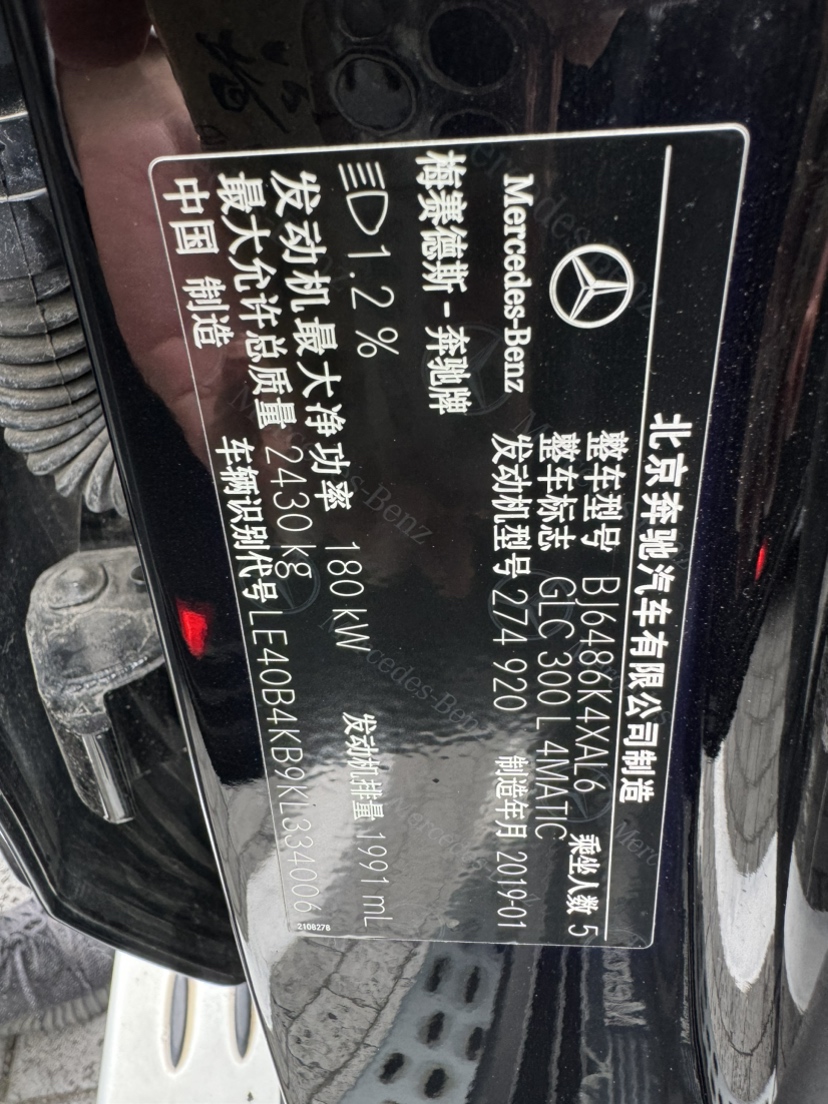 北京奔驰汽车有限公司制造
Mercedes-Benz
梅赛德斯-奔驰牌
整车型号 BJ6486K4XAL6 乘坐人数 5
整车标志 GLC 300 L 4MATIC
发动机型号 274 920 制造年月 2019-01
1.2%
发动机最大净功率 180 kW 发动机排量 1991 mL
最大允许总质量 2430 kg
中国 制造 车辆识别代号 LE40B4KB9KL334006
2108278